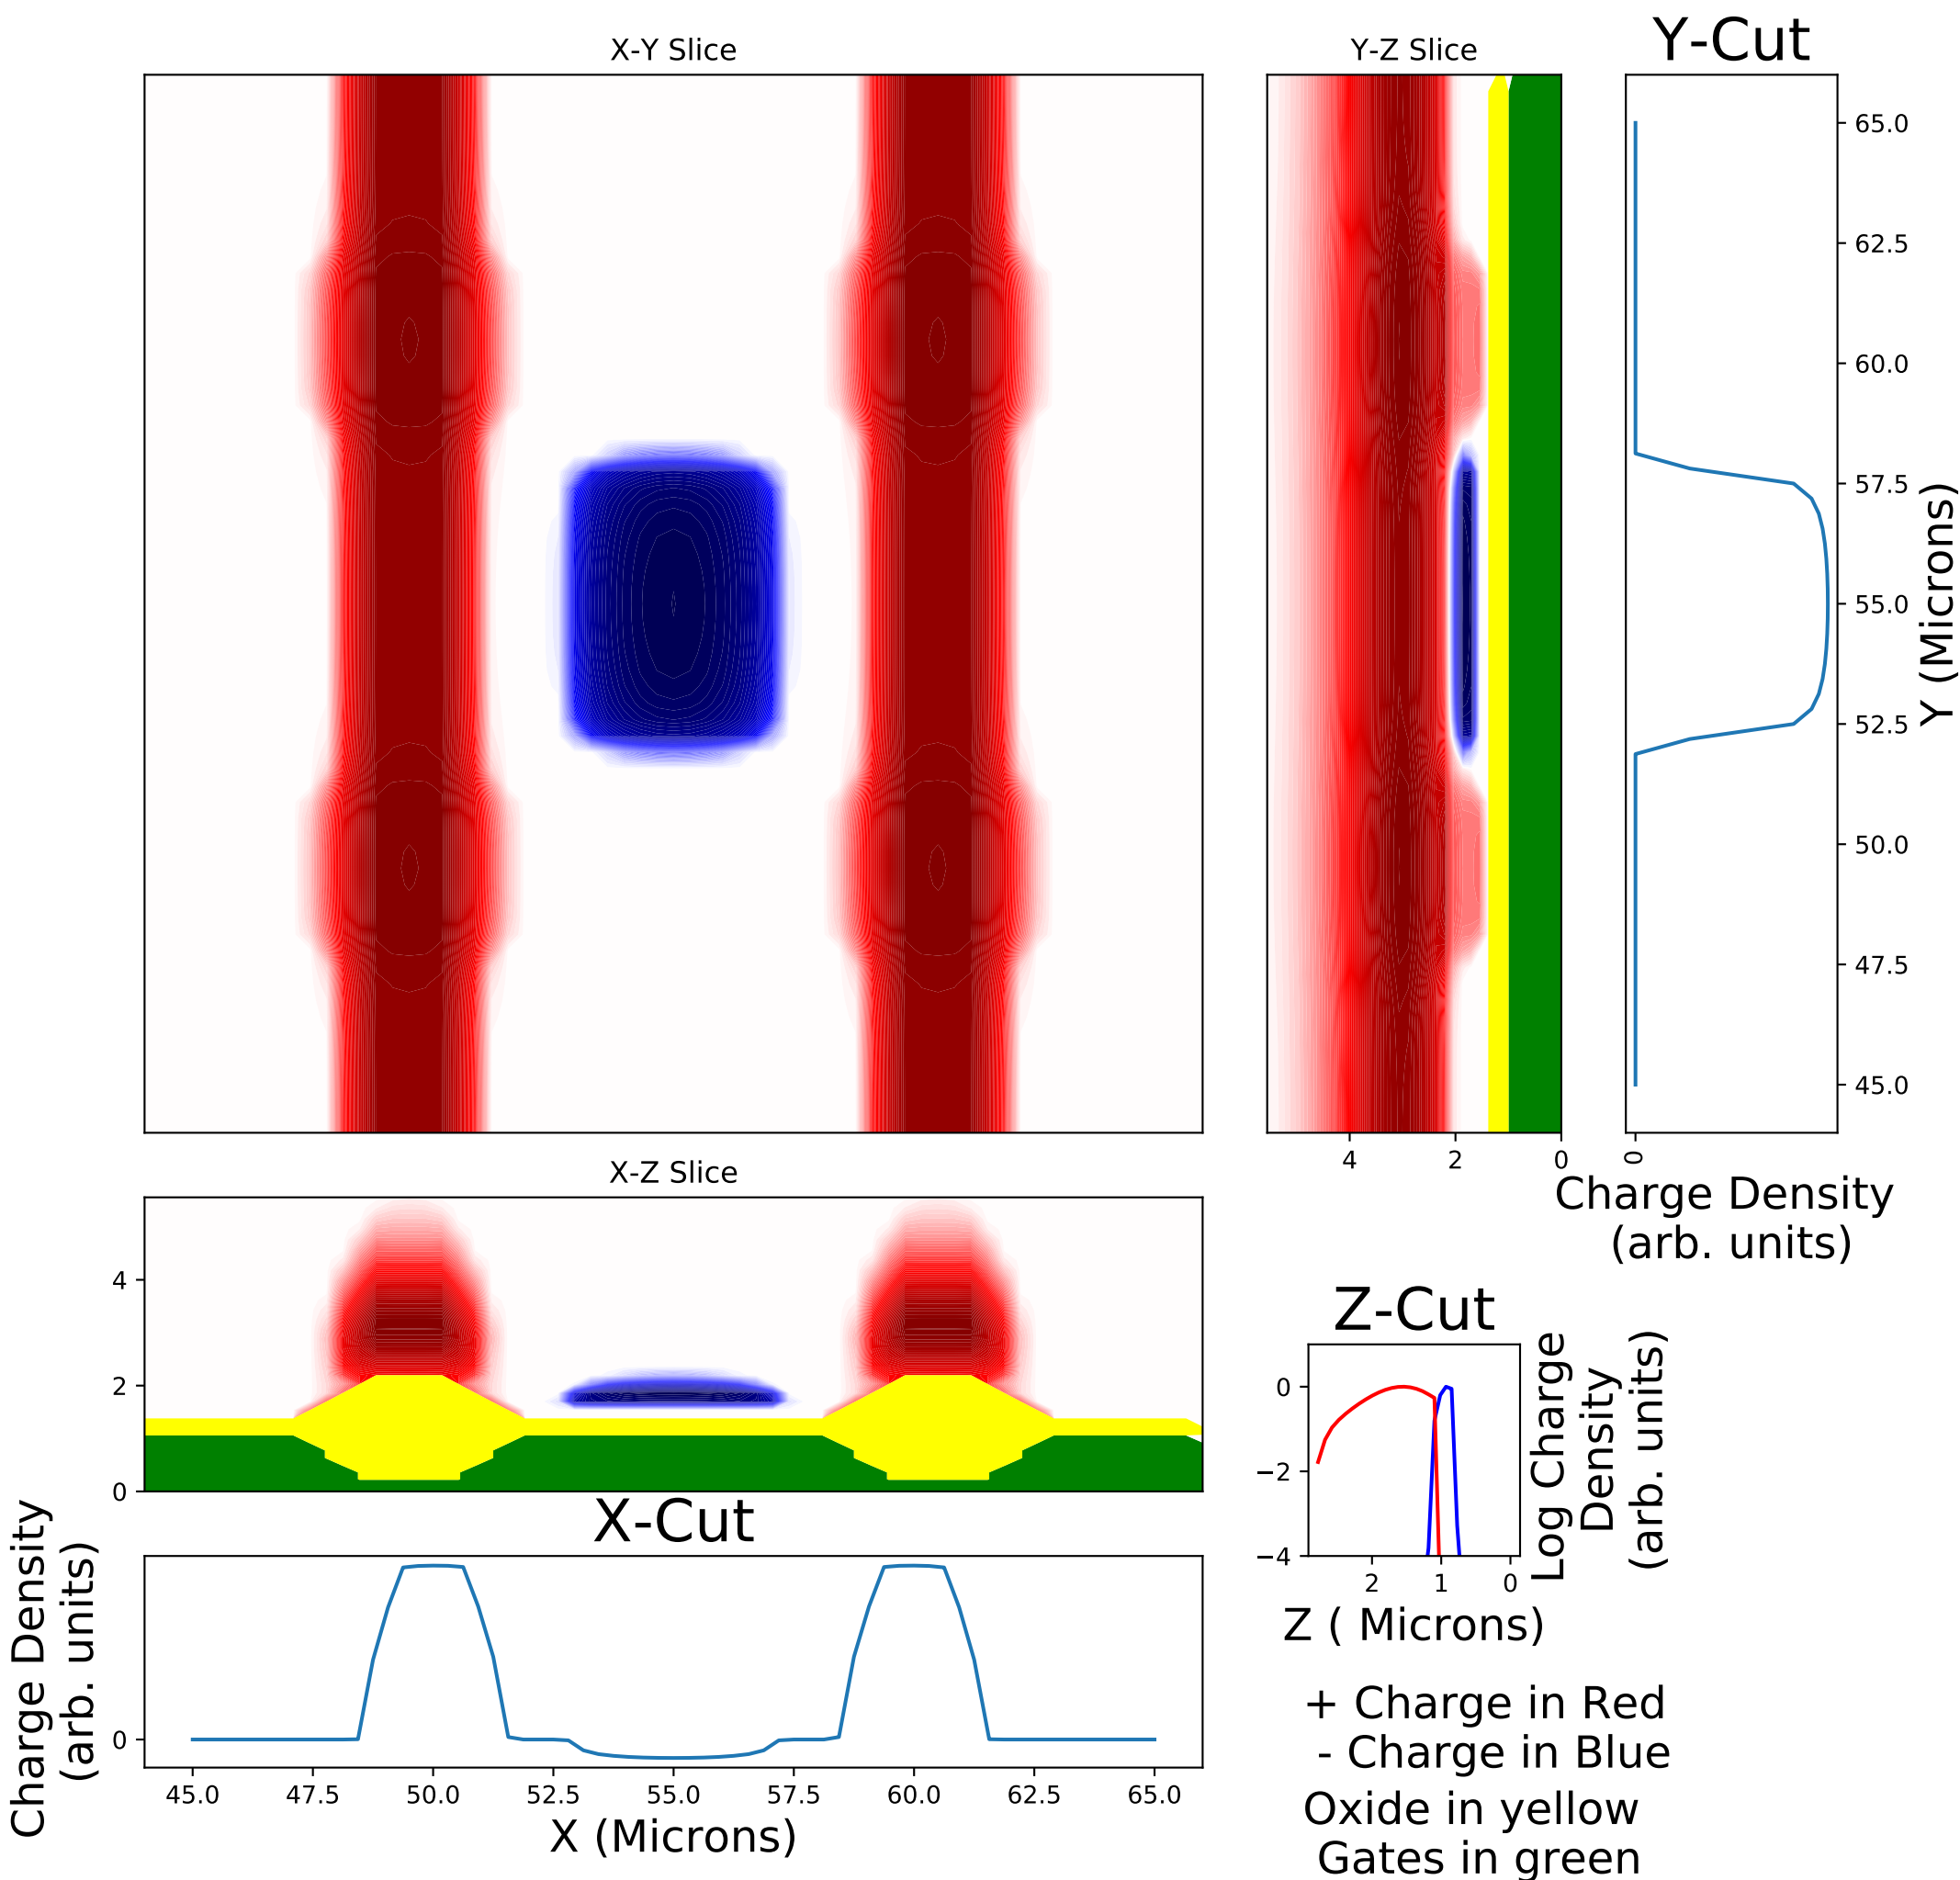 X-Y Slice
Y-Z Slice
Y-Cut
65.0
62.5
60.0
57.5
55.0
52.5
50.0
47.5
45.0
Y (Microns)
4
2
0
0
Charge Density
(arb. units)
X-Z Slice
4
2
0
X-Cut
Charge Density
(arb. units)
0
45.0
47.5
50.0
52.5
55.0
57.5
60.0
62.5
65.0
X (Microns)
Z-Cut
0
−2
−4
2
1
0
Log Charge
Density
(arb. units)
Z ( Microns)
+ Charge in Red
- Charge in Blue
Oxide in yellow
Gates in green